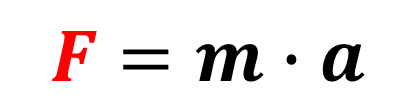 F = m · a